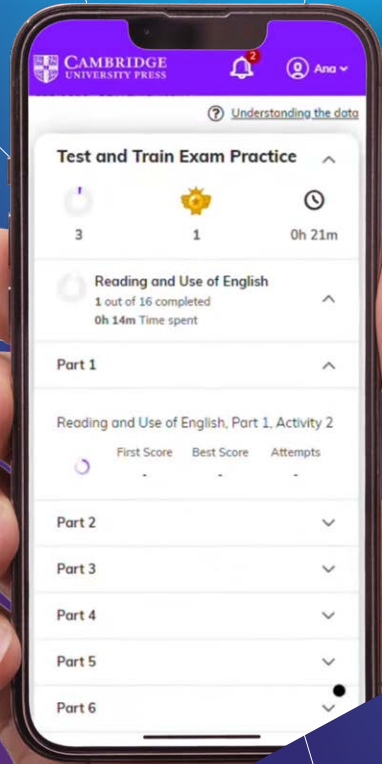 CAMBRIDGE
UNIVERSITY PRESS
2
Ana
? Understanding the data
Test and Train Exam Practice
3
1
0h 21m
Reading and Use of English
1 out of 16 completed
0h 14m Time spent
Part 1
Reading and Use of English, Part 1, Activity 2
First Score Best Score Attempts
- - -
Part 2
Part 3
Part 4
Part 5
Part 6